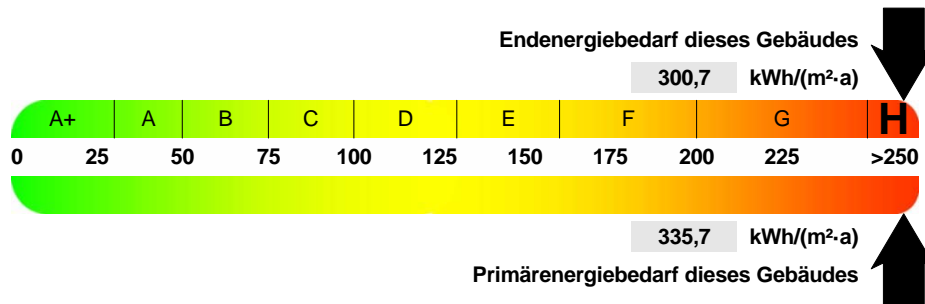 Endenergiebedarf dieses Gebäudes
300,7 kWh/(m²·a)
A+ A B C D E F G H
0 25 50 75 100 125 150 175 200 225 >250
335,7 kWh/(m²·a)
Primärenergiebedarf dieses Gebäudes